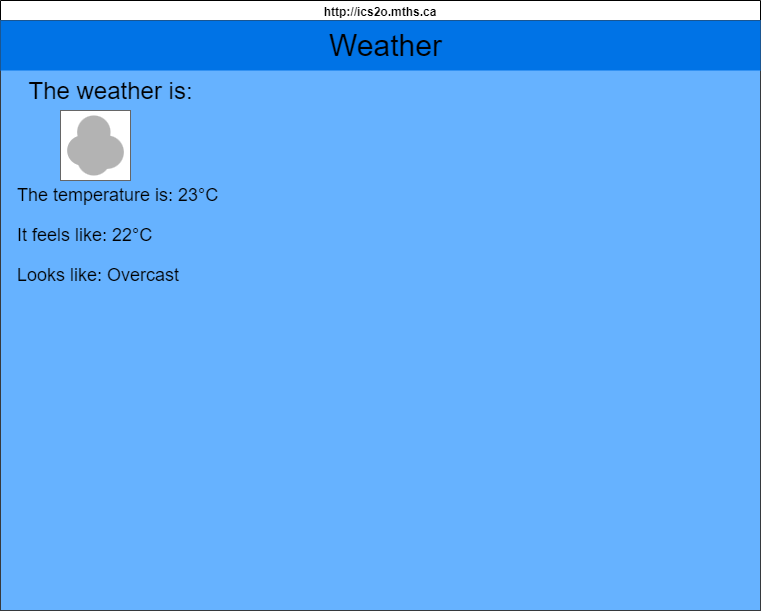 http://ics2o.mths.ca
Weather
The weather is:
The temperature is: 23°C
It feels like: 22°C
Looks like: Overcast